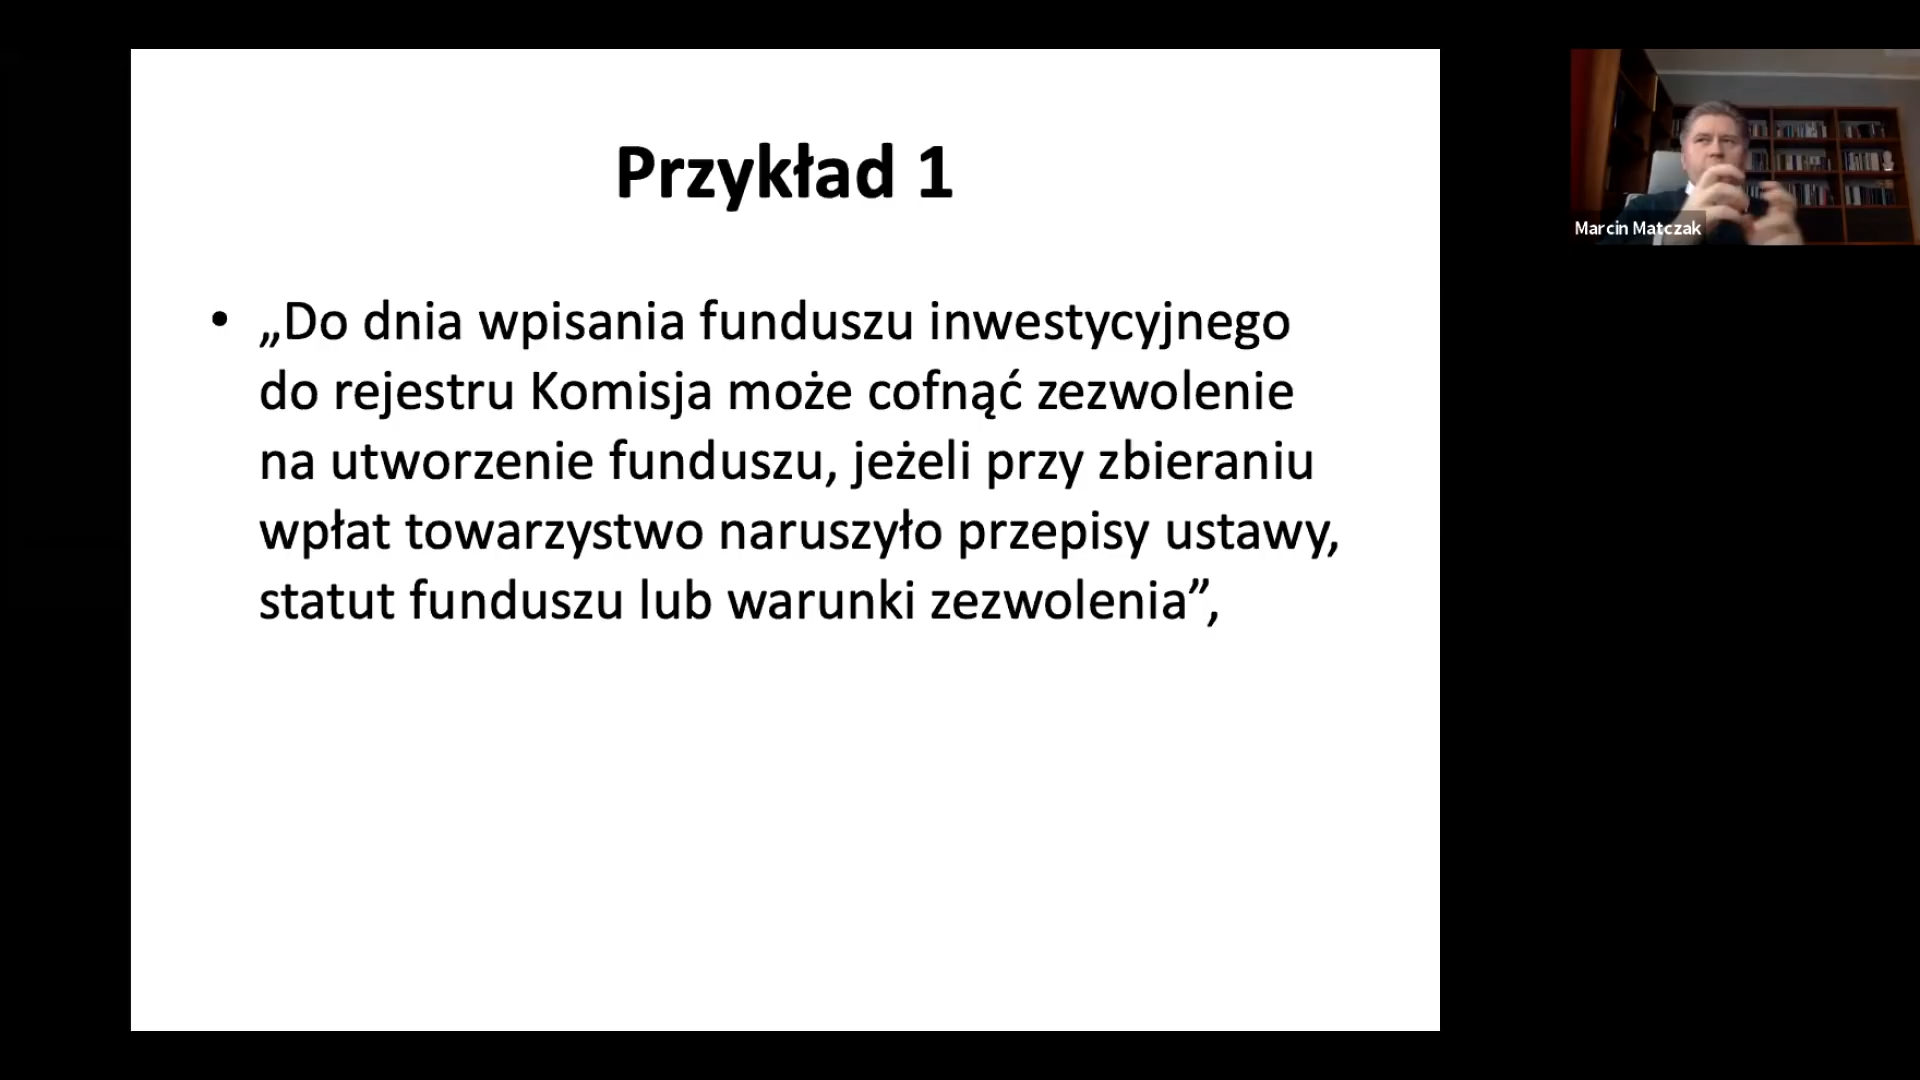 Przykład 1
• „Do dnia wpisania funduszu inwestycyjnego
do rejestru Komisja może cofnąć zezwolenie
na utworzenie funduszu, jeżeli przy zbieraniu
wpłat towarzystwo naruszyło przepisy ustawy,
statut funduszu lub warunki zezwolenia”,
Marcin Matczak